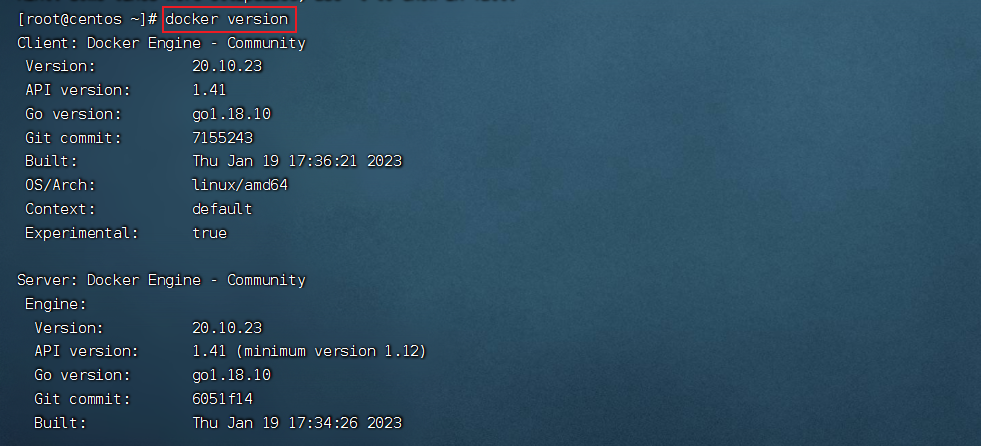 [root@centos ~]# docker version
Client: Docker Engine - Community
Version: 20.10.23
API version: 1.41
Go version: go1.18.10
Git commit: 7155243
Built: Thu Jan 19 17:36:21 2023
OS/Arch: linux/amd64
Context: default
Experimental: true
Server: Docker Engine - Community
Engine:
Version: 20.10.23
API version: 1.41 (minimum version 1.12)
Go version: go1.18.10
Git commit: 6051f14
Built: Thu Jan 19 17:34:26 2023